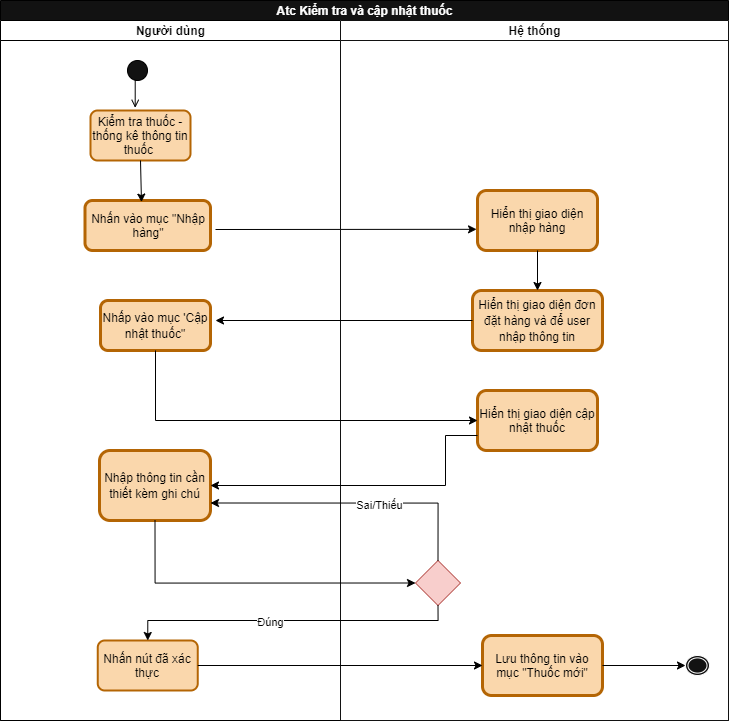 Atc Kiểm tra và cập nhật thuốc
Người dùng
Hệ thống
Kiểm tra thuốc -
thống kê thông tin
thuốc
Nhấn vào mục "Nhập
hàng"
Hiển thị giao diện
nhập hàng
Hiển thị giao diện đơn
đặt hàng và để user
nhập thông tin
Nhấp vào mục 'Cập
nhật thuốc"
Hiển thị giao diện cập
nhật thuốc
Nhập thông tin cần
thiết kèm ghi chú
Sai/Thiếu
Đúng
Nhấn nút đã xác
thực
Lưu thông tin vào
mục "Thuốc mới"